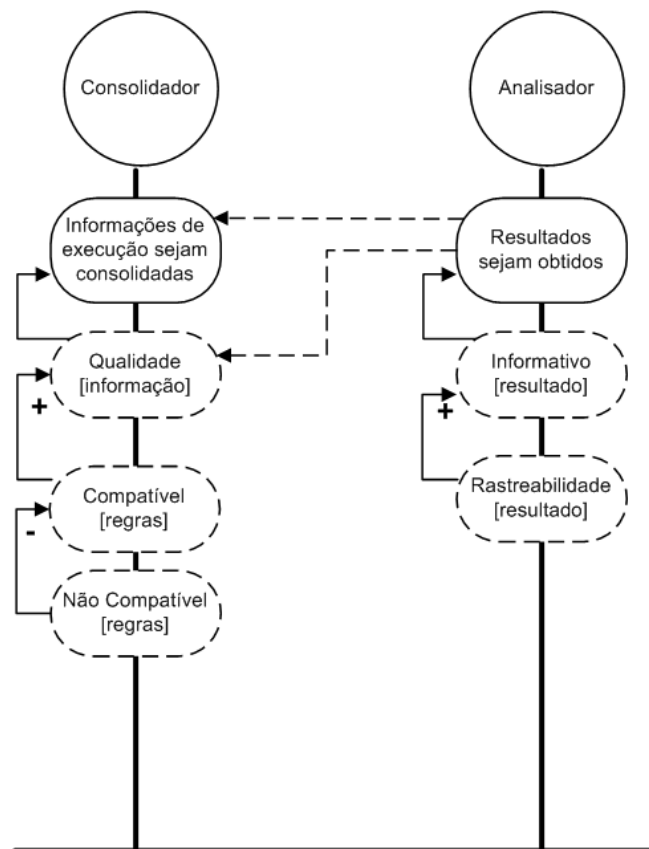 Consolidador
Informações de
execução sejam
consolidadas
Qualidade
[informação]
+
Compatível
[regras]
-
Não Compatível
[regras]
Analisador
Resultados
sejam obtidos
Informativo
[resultado]
+
Rastreabilidade
[resultado]